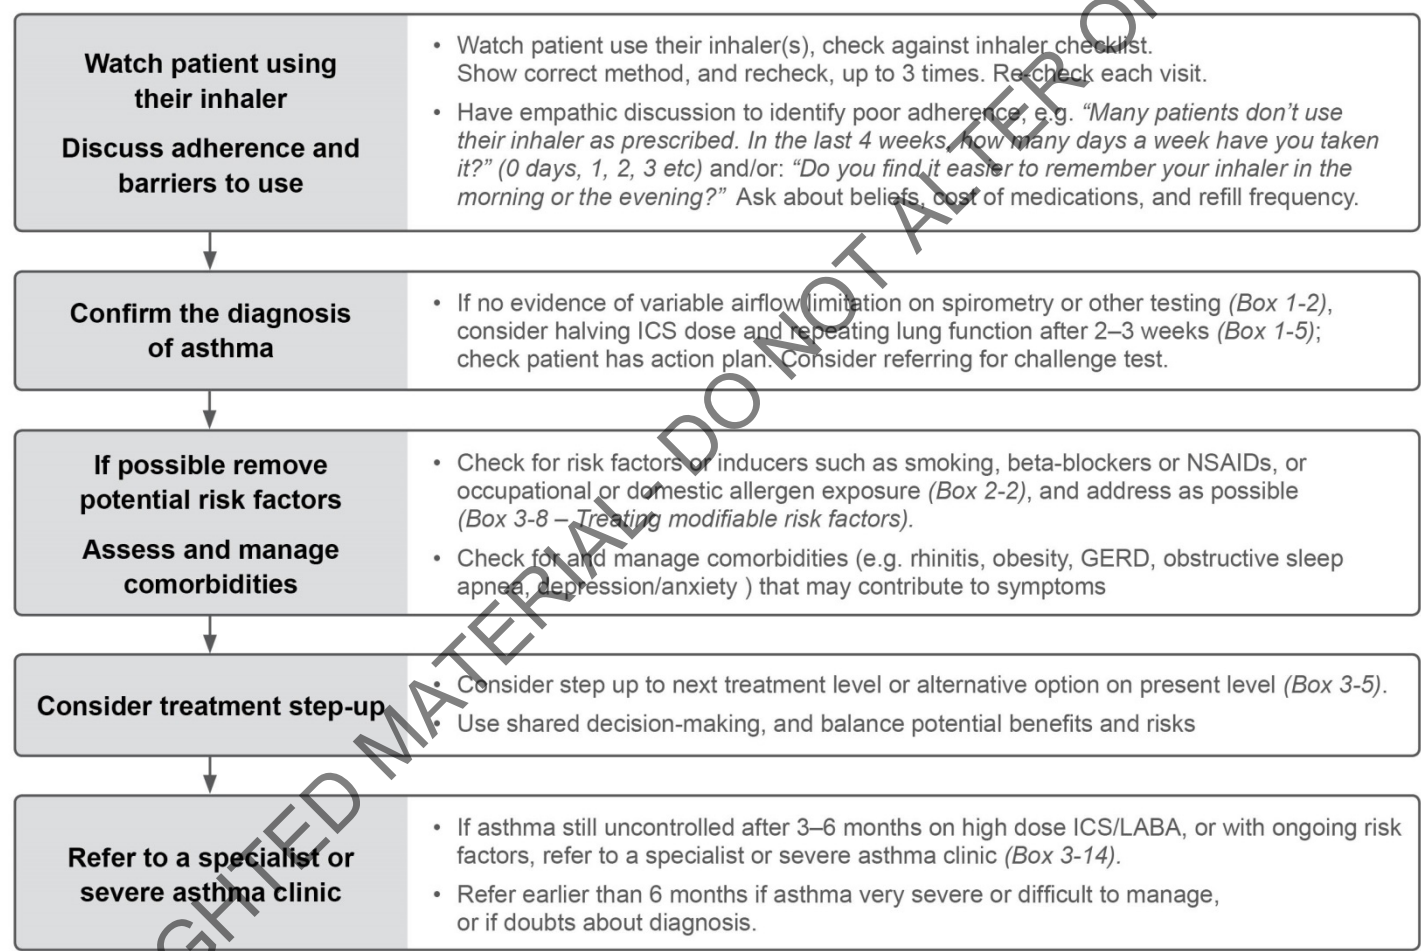 Watch patient using
their inhaler
Discuss adherence and
barriers to use
• Watch patient use their inhaler(s), check against inhaler checklist.
Show correct method, and recheck, up to 3 times. Re-check each visit.
• Have empathic discussion to identify poor adherence, e.g. “Many patients don’t use
their inhaler as prescribed. In the last 4 weeks, how many days a week have you taken
it?” (0 days, 1, 2, 3 etc) and/or: “Do you find it easier to remember your inhaler in the
morning or the evening?” Ask about beliefs, cost of medications, and refill frequency.
Confirm the diagnosis
of asthma
• If no evidence of variable airflow limitation on spirometry or other testing (Box 1-2),
consider halving ICS dose and repeating lung function after 2–3 weeks (Box 1-5);
check patient has action plan. Consider referring for challenge test.
If possible remove
potential risk factors
Assess and manage
comorbidities
• Check for risk factors or inducers such as smoking, beta-blockers or NSAIDs, or
occupational or domestic allergen exposure (Box 2-2), and address as possible
(Box 3-8 – Treating modifiable risk factors).
• Check for and manage comorbidities (e.g. rhinitis, obesity, GERD, obstructive sleep
apnea, depression/anxiety ) that may contribute to symptoms
Consider treatment step-up
• Consider step up to next treatment level or alternative option on present level (Box 3-5).
• Use shared decision-making, and balance potential benefits and risks
Refer to a specialist or
severe asthma clinic
• If asthma still uncontrolled after 3–6 months on high dose ICS/LABA, or with ongoing risk
factors, refer to a specialist or severe asthma clinic (Box 3-14).
• Refer earlier than 6 months if asthma very severe or difficult to manage,
or if doubts about diagnosis.
GHTED MATERIAL- DO NOT ALTER